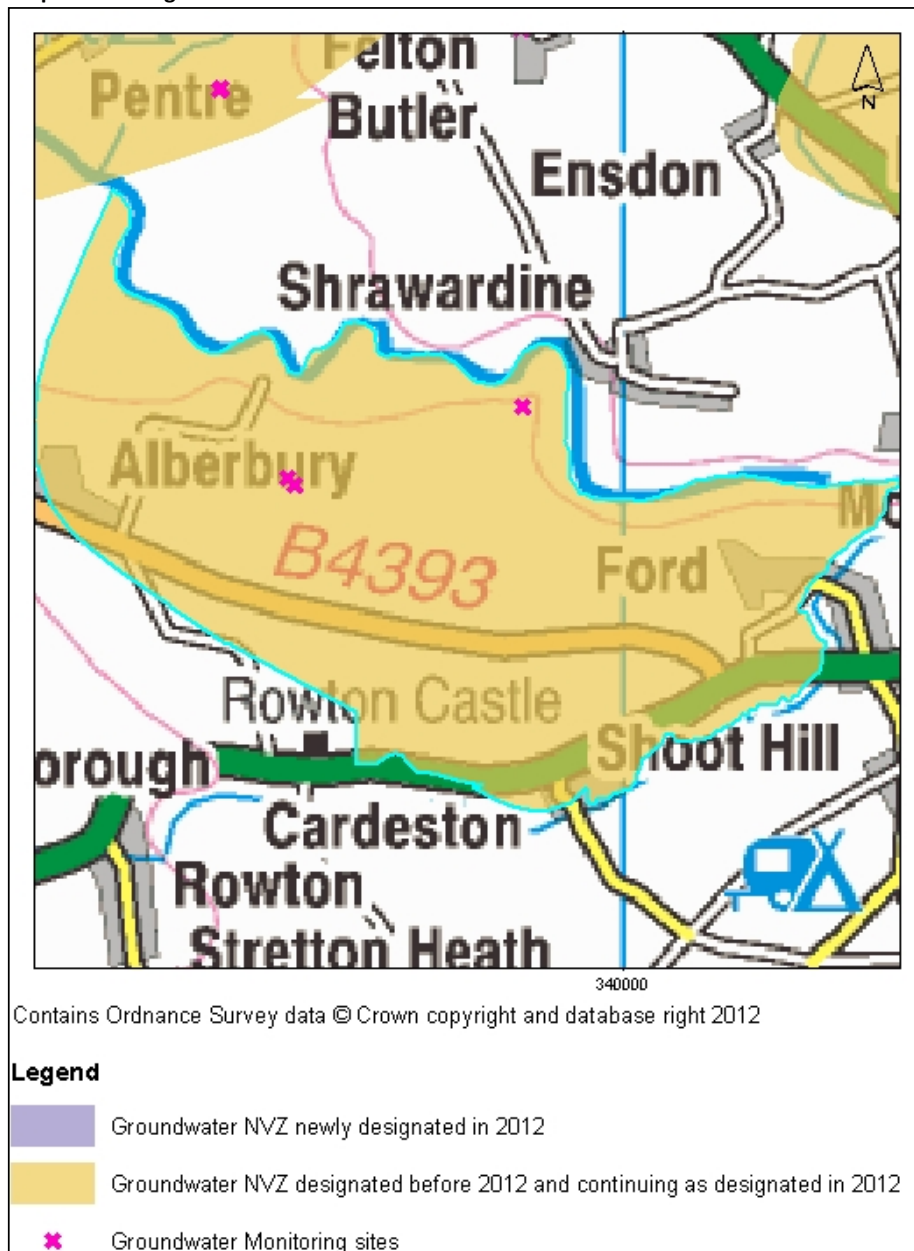 Felton
Pentre
Butler
N
Ensdon
Shrawardine
Alberbury
M
B4393
Ford
Rowton Castle
Shoot Hill
orough
Cardeston
Rowton
Stretton Heath
340000
Contains Ordnance Survey data © Crown copyright and database right 2012
Legend
Groundwater NVZ newly designated in 2012
Groundwater NVZ designated before 2012 and continuing as designated in 2012
Groundwater Monitoring sites